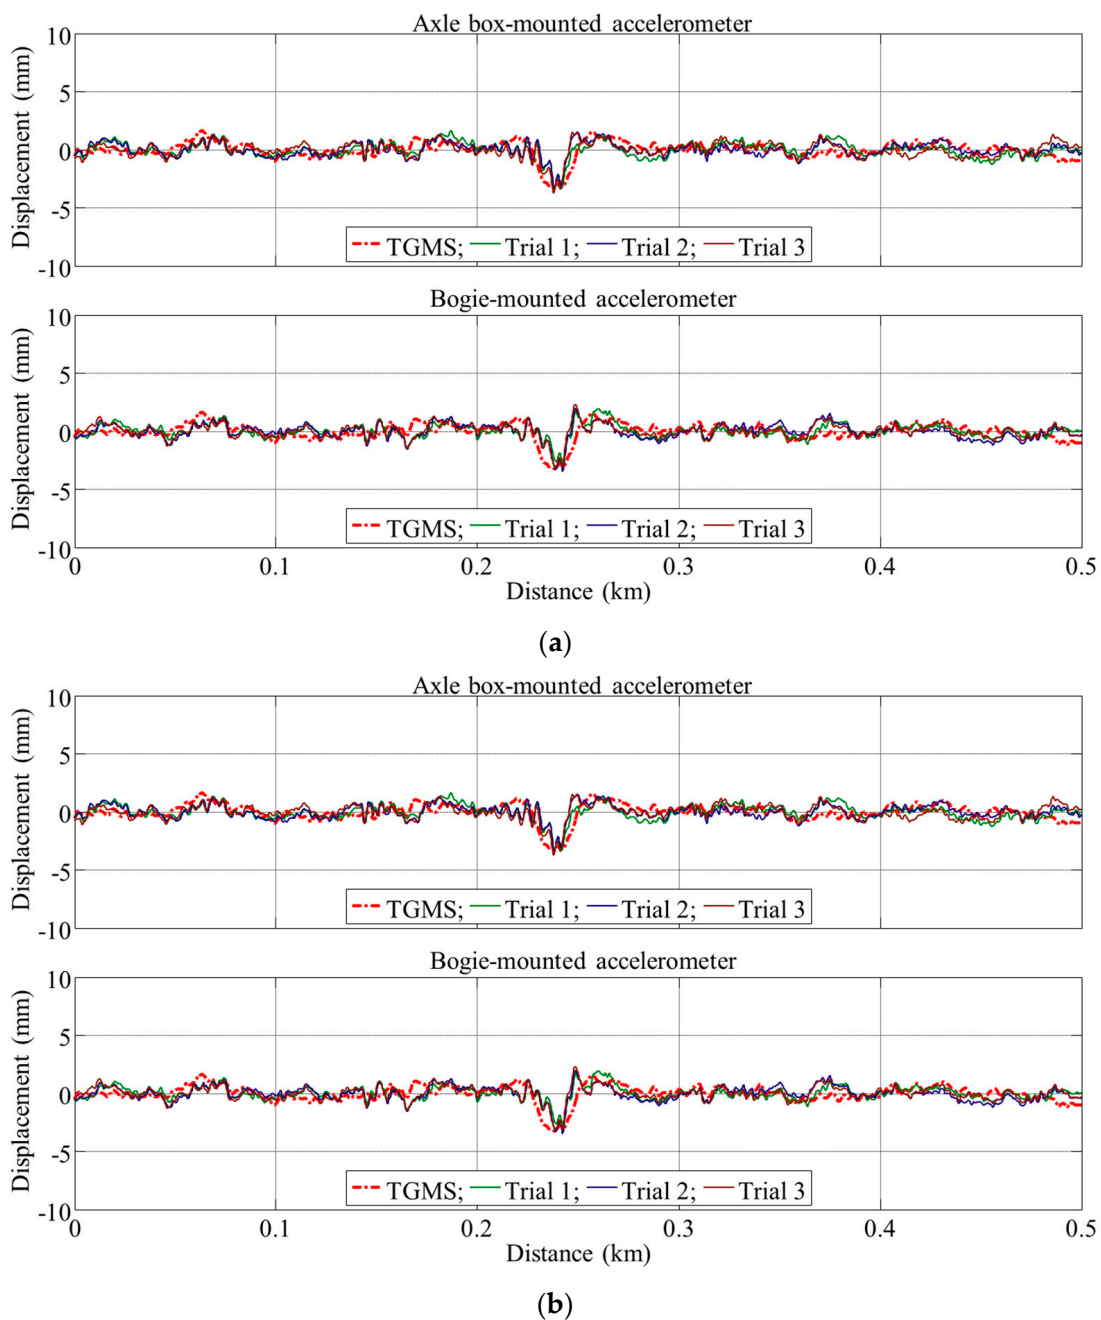 Axle box-mounted accelerometer
10
5
0
-5
-10
Displacement (mm)
TGMS; Trial 1; Trial 2; Trial 3
Bogie-mounted accelerometer
10
5
0
-5
-10
Displacement (mm)
TGMS; Trial 1; Trial 2; Trial 3
0 0.1 0.2 0.3 0.4 0.5
Distance (km)
(a)
Axle box-mounted accelerometer
10
5
0
-5
-10
Displacement (mm)
TGMS; Trial 1; Trial 2; Trial 3
Bogie-mounted accelerometer
10
5
0
-5
-10
Displacement (mm)
TGMS; Trial 1; Trial 2; Trial 3
0 0.1 0.2 0.3 0.4 0.5
Distance (km)
(b)